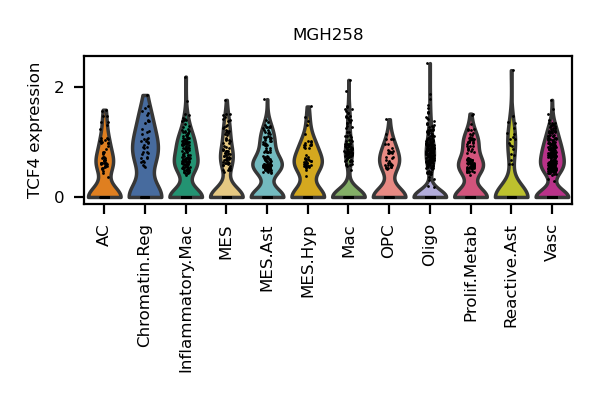 MGH258
TCF4 expression
2
0
AC
Chromatin.Reg
Inflammatory.Mac
MES
MES.Ast
MES.Hyp
Mac
OPC
Oligo
Prolif.Metab
Reactive.Ast
Vasc